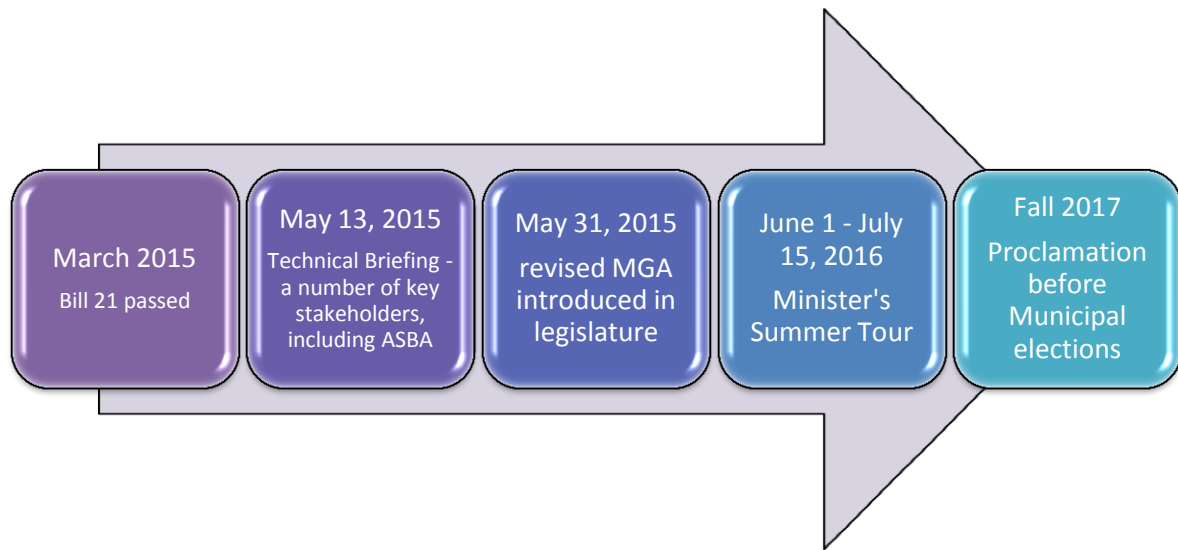 March 2015
Bill 21 passed
May 13, 2015
Technical Briefing -
a number of key
stakeholders,
including ASBA
May 31, 2015
revised MGA
introduced in
legislature
June 1 - July
15, 2016
Minister's
Summer Tour
Fall 2017
Proclamation
before
Municipal
elections